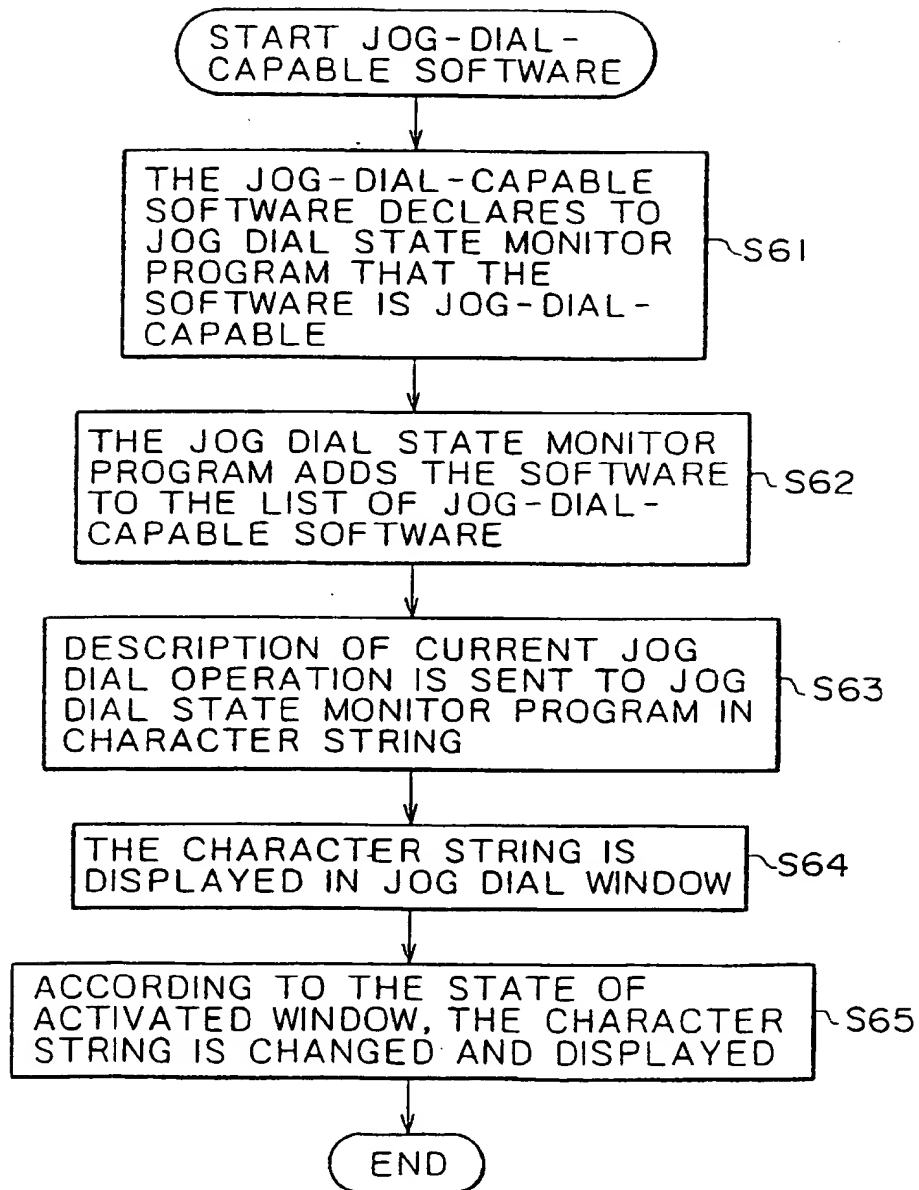 START JOG-DIAL-
CAPABLE SOFTWARE
THE JOG-DIAL-CAPABLE
SOFTWARE DECLARES TO
JOG DIAL STATE MONITOR
PROGRAM THAT THE
SOFTWARE IS JOG-DIAL-
CAPABLE
S61
THE JOG DIAL STATE MONITOR
PROGRAM ADDS THE SOFTWARE
TO THE LIST OF JOG-DIAL-
CAPABLE SOFTWARE
S62
DESCRIPTION OF CURRENT JOG
DIAL OPERATION IS SENT TO JOG
DIAL STATE MONITOR PROGRAM IN
CHARACTER STRING
S63
THE CHARACTER STRING IS
DISPLAYED IN JOG DIAL WINDOW
S64
ACCORDING TO THE STATE OF
ACTIVATED WINDOW, THE CHARACTER
STRING IS CHANGED AND DISPLAYED
S65
END